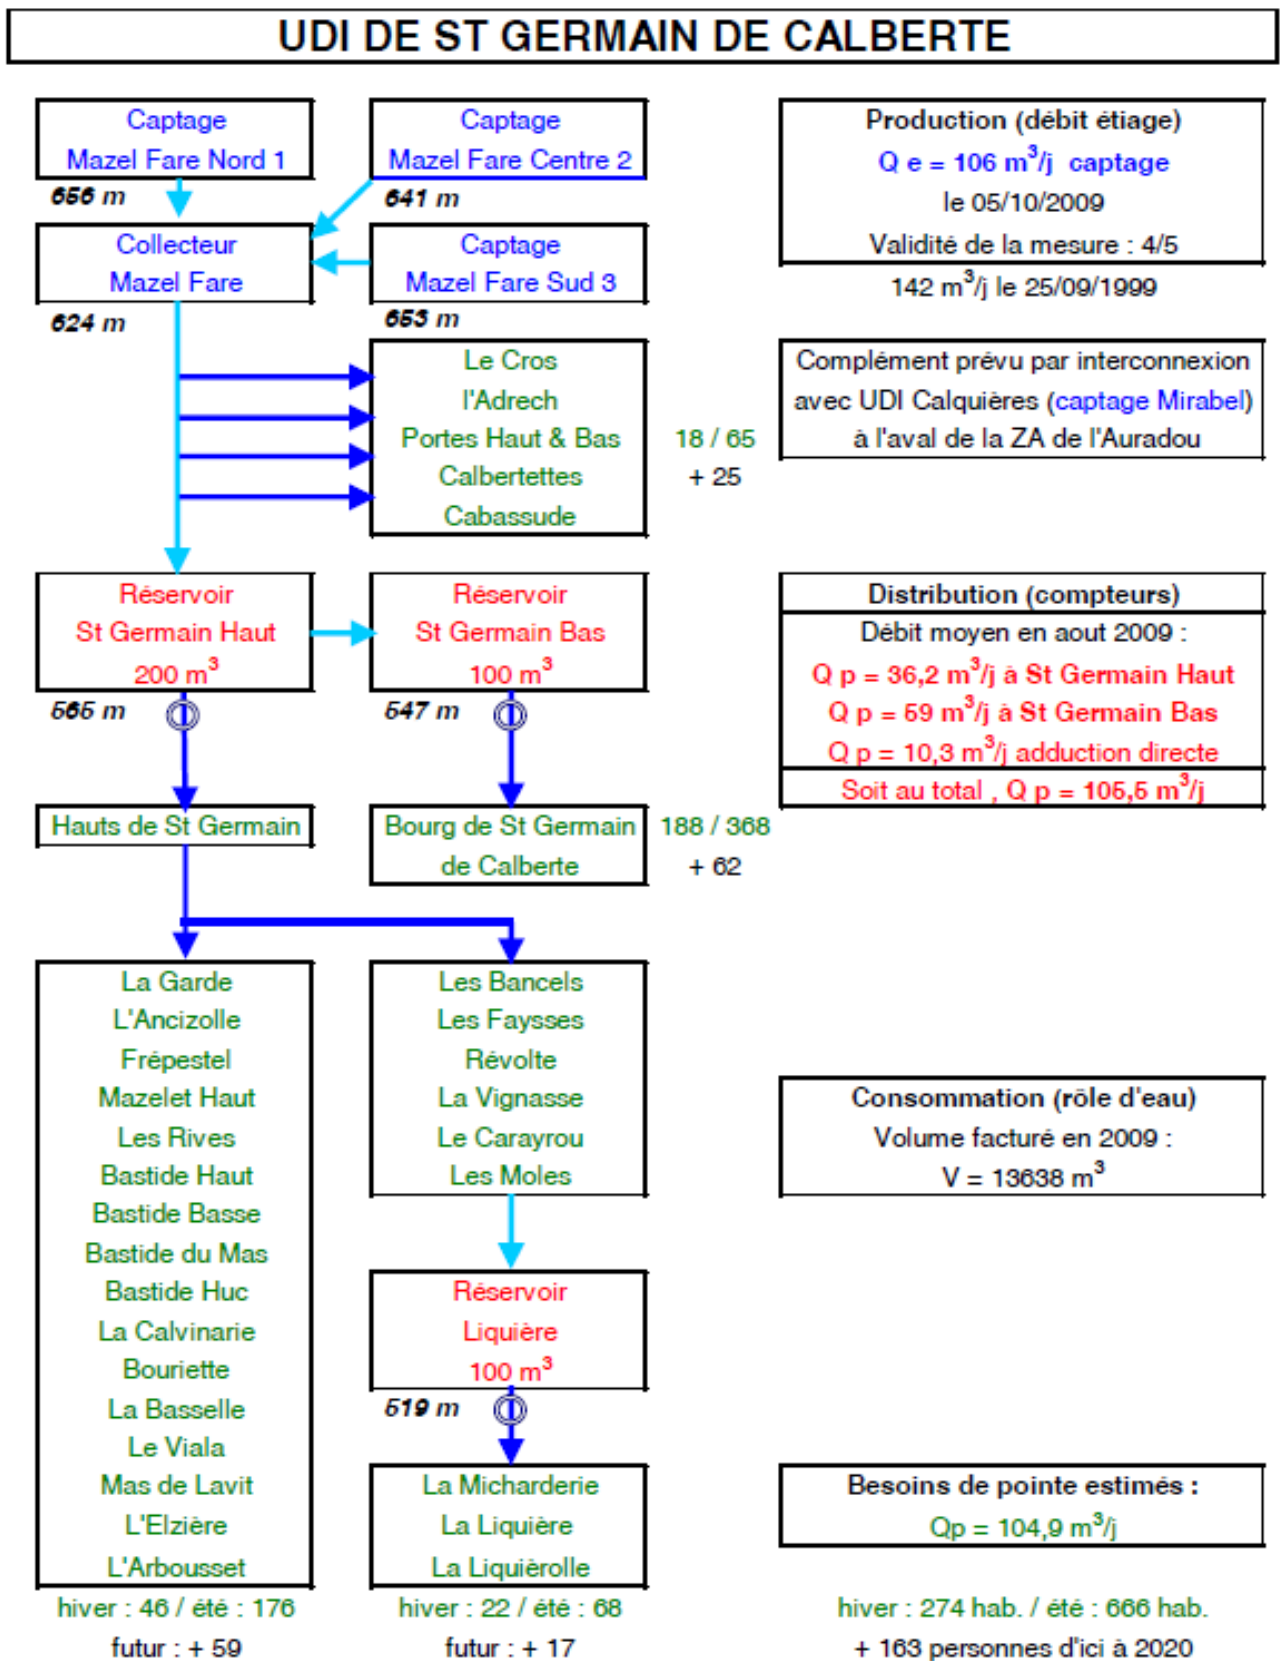 UDI DE ST GERMAIN DE CALBERTE
Captage
Mazel Fare Nord 1
656 m
Captage
Mazel Fare Centre 2
641 m
Collecteur
Mazel Fare
624 m
Captage
Mazel Fare Sud 3
653 m
Production (débit étiage)
Q e = 106 m³/j captage
le 05/10/2009
Validité de la mesure : 4/5
142 m³/j le 25/09/1999
Le Cros
l'Adrech
Portes Haut & Bas
Calbertettes
Cabassude
18 / 65
+ 25
Complément prévu par interconnexion
avec UDI Calquières (captage Mirabel)
à l'aval de la ZA de l'Auradou
Réservoir
St Germain Haut
200 m³
565 m
Réservoir
St Germain Bas
100 m³
547 m
Distribution (compteurs)
Débit moyen en aout 2009 :
Q p = 36,2 m³/j à St Germain Haut
Q p = 59 m³/j à St Germain Bas
Q p = 10,3 m³/j adduction directe
Soit au total , Q p = 105,5 m³/j
Hauts de St Germain
Bourg de St Germain
de Calberte
188 / 368
+ 62
La Garde
L'Ancizolle
Frépestel
Mazelet Haut
Les Rives
Bastide Haut
Bastide Basse
Bastide du Mas
Bastide Huc
La Calvinarie
Bouriette
La Basselle
Le Viala
Mas de Lavit
L'Elzière
L'Arbousset
hiver : 46 / été : 176
futur : + 59
Les Bancels
Les Faysses
Révolte
La Vignasse
Le Carayrou
Les Moles
Réservoir
Liquière
100 m³
519 m
La Micharderie
La Liquière
La Liquièrolle
hiver : 22 / été : 68
futur : + 17
Consommation (rôle d'eau)
Volume facturé en 2009 :
V = 13638 m³
Besoins de pointe estimés :
Qp = 104,9 m³/j
hiver : 274 hab. / été : 666 hab.
+ 163 personnes d'ici à 2020